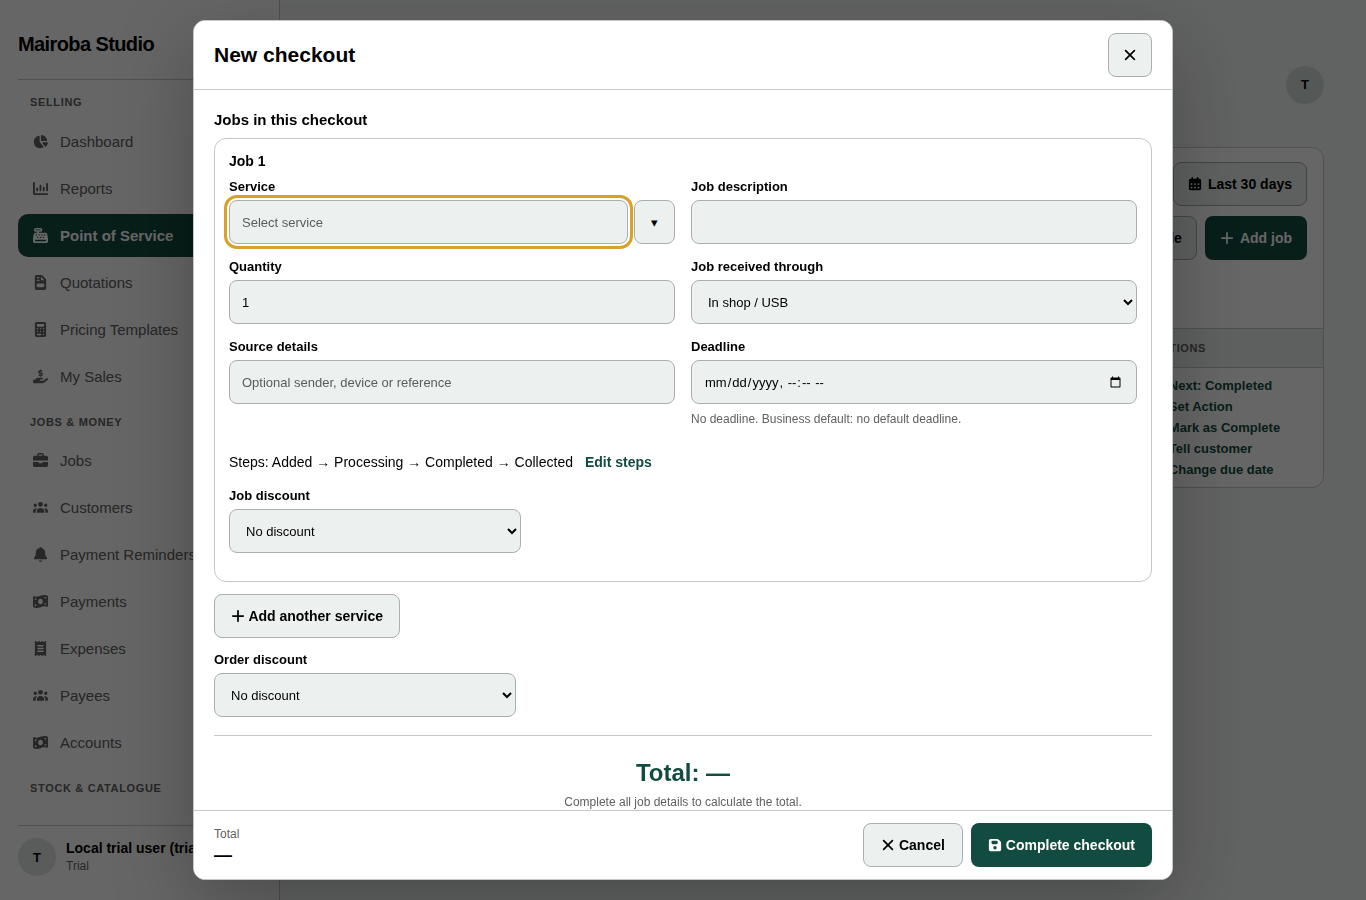 Mairoba Studio
SELLING
Dashboard
Reports
Point of Service
Quotations
Pricing Templates
My Sales
JOBS & MONEY
Jobs
Customers
Payment Reminders
Payments
Expenses
Payees
Accounts
STOCK & CATALOGUE
T
Local trial user (tria
Trial
New checkout
Jobs in this checkout
Job 1
Service
Select service
Job description
Quantity
1
Job received through
In shop / USB
Source details
Optional sender, device or reference
Deadline
mm/dd/yyyy, --:-- --
No deadline. Business default: no default deadline.
Steps: Added → Processing → Completed → Collected Edit steps
Job discount
No discount
Add another service
Order discount
No discount
Total: —
Complete all job details to calculate the total.
Total
—
Cancel
Complete checkout
T
Last 30 days
Add job
Next: Completed
Set Action
Mark as Complete
Tell customer
Change due date